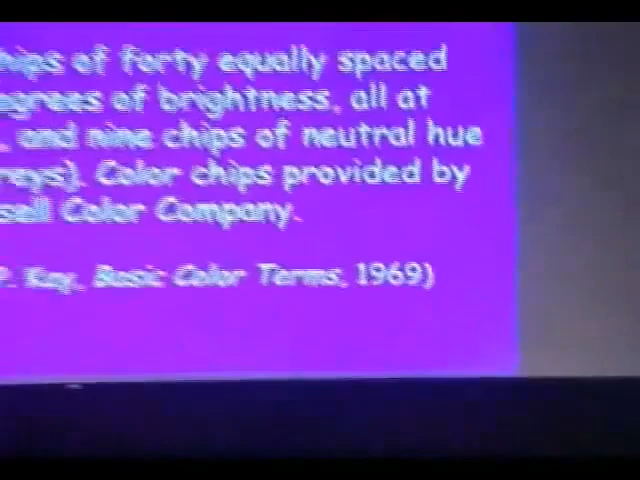 hips of forty equally spaced
egrees of brightness, all at
, and nine chips of neutral hue
reys). Color chips provided by
sell Color Company.
P. Kay, Basic Color Terms, 1969)